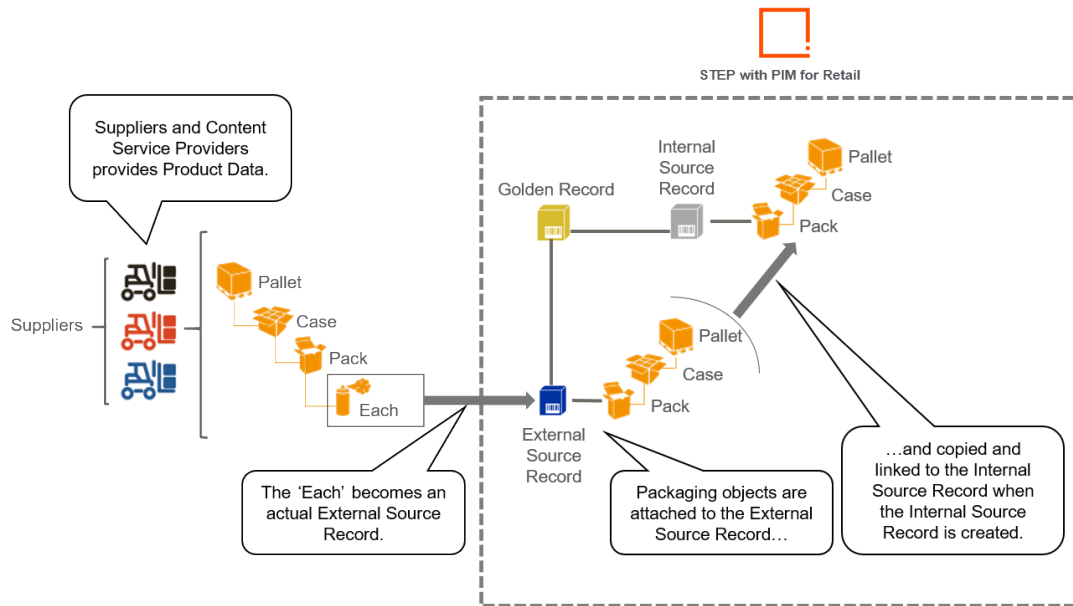 STEP with PIM for Retail
Suppliers and Content
Service Providers
provides Product Data.
Suppliers
Pallet
Case
Pack
Each
The ‘Each’ becomes an
actual External Source
Record.
Golden Record
Internal
Source
Record
Pallet
Case
Pack
Pallet
Case
Pack
External
Source
Record
Packaging objects are
attached to the External
Source Record…
…and copied and
linked to the Internal
Source Record when
the Internal Source
Record is created.